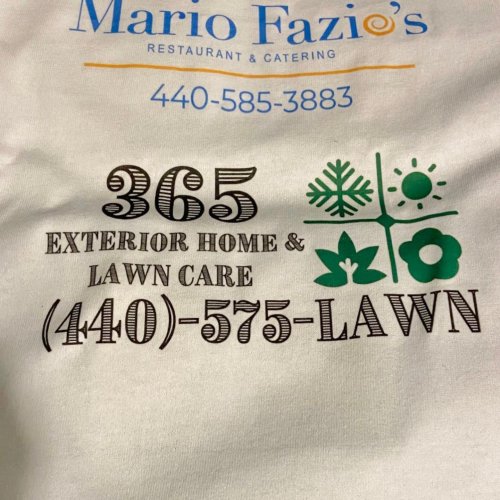 Mario Fazio's
RESTAURANT & CATERING
440-585-3883
365
EXTERIOR HOME &
LAWN CARE
(440)-575-LAWN